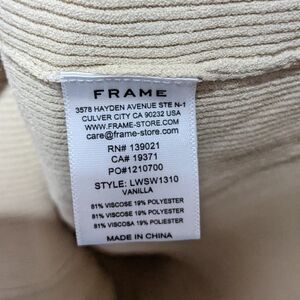 FRAME
3578 HAYDEN AVENUE STE N-1
CULVER CITY CA 90232 USA
WWW.FRAME-STORE.COM
care@frame-store.com
RN# 139021
CA# 19371
PO#1210700
STYLE: LWSW1310
VANILLA
81% VISCOSE 19% POLYESTER
81% VISCOSE 19% POLYESTER
81% VISCOSA 19% POLIESTER
MADE IN CHINA